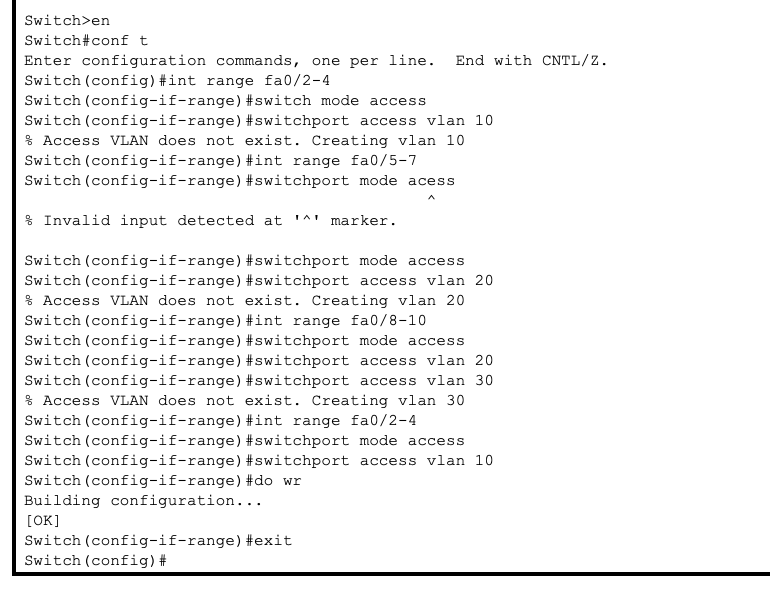 Switch>en
Switch#conf t
Enter configuration commands, one per line.  End with CNTL/Z.
Switch(config)#int range fa0/2-4
Switch(config-if-range)#switch mode access
Switch(config-if-range)#switchport access vlan 10
% Access VLAN does not exist. Creating vlan 10
Switch(config-if-range)#int range fa0/5-7
Switch(config-if-range)#switchport mode acess
^
% Invalid input detected at '^' marker.

Switch(config-if-range)#switchport mode access
Switch(config-if-range)#switchport access vlan 20
% Access VLAN does not exist. Creating vlan 20
Switch(config-if-range)#int range fa0/8-10
Switch(config-if-range)#switchport mode access
Switch(config-if-range)#switchport access vlan 20
Switch(config-if-range)#switchport access vlan 30
% Access VLAN does not exist. Creating vlan 30
Switch(config-if-range)#int range fa0/2-4
Switch(config-if-range)#switchport mode access
Switch(config-if-range)#switchport access vlan 10
Switch(config-if-range)#do wr
Building configuration...
[OK]
Switch(config-if-range)#exit
Switch(config)#